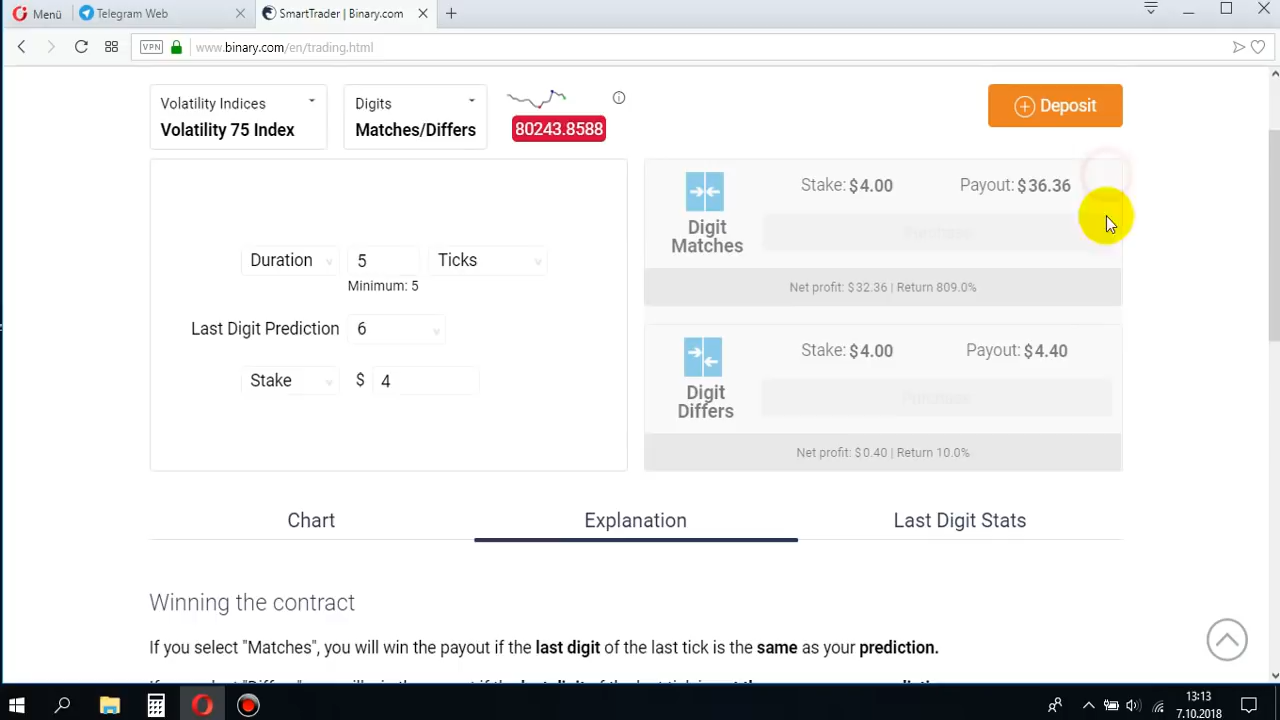 Menü
Telegram Web
SmartTrader | Binary.com
VPN
www.binary.com/en/trading.html
Volatility Indices
Volatility 75 Index
Digits
Matches/Differs
80243.8588
Deposit
Duration 5 Ticks
Minimum: 5
Last Digit Prediction 6
Stake $ 4
Digit
Matches
Stake: $4.00 Payout: $36.36
Purchase
Net profit: $32.36 | Return 809.0%
Digit
Differs
Stake: $4.00 Payout: $4.40
Purchase
Net profit: $0.40 | Return 10.0%
Chart
Explanation
Last Digit Stats
Winning the contract
If you select "Matches", you will win the payout if the last digit of the last tick is the same as your prediction.
13:13
7.10.2018